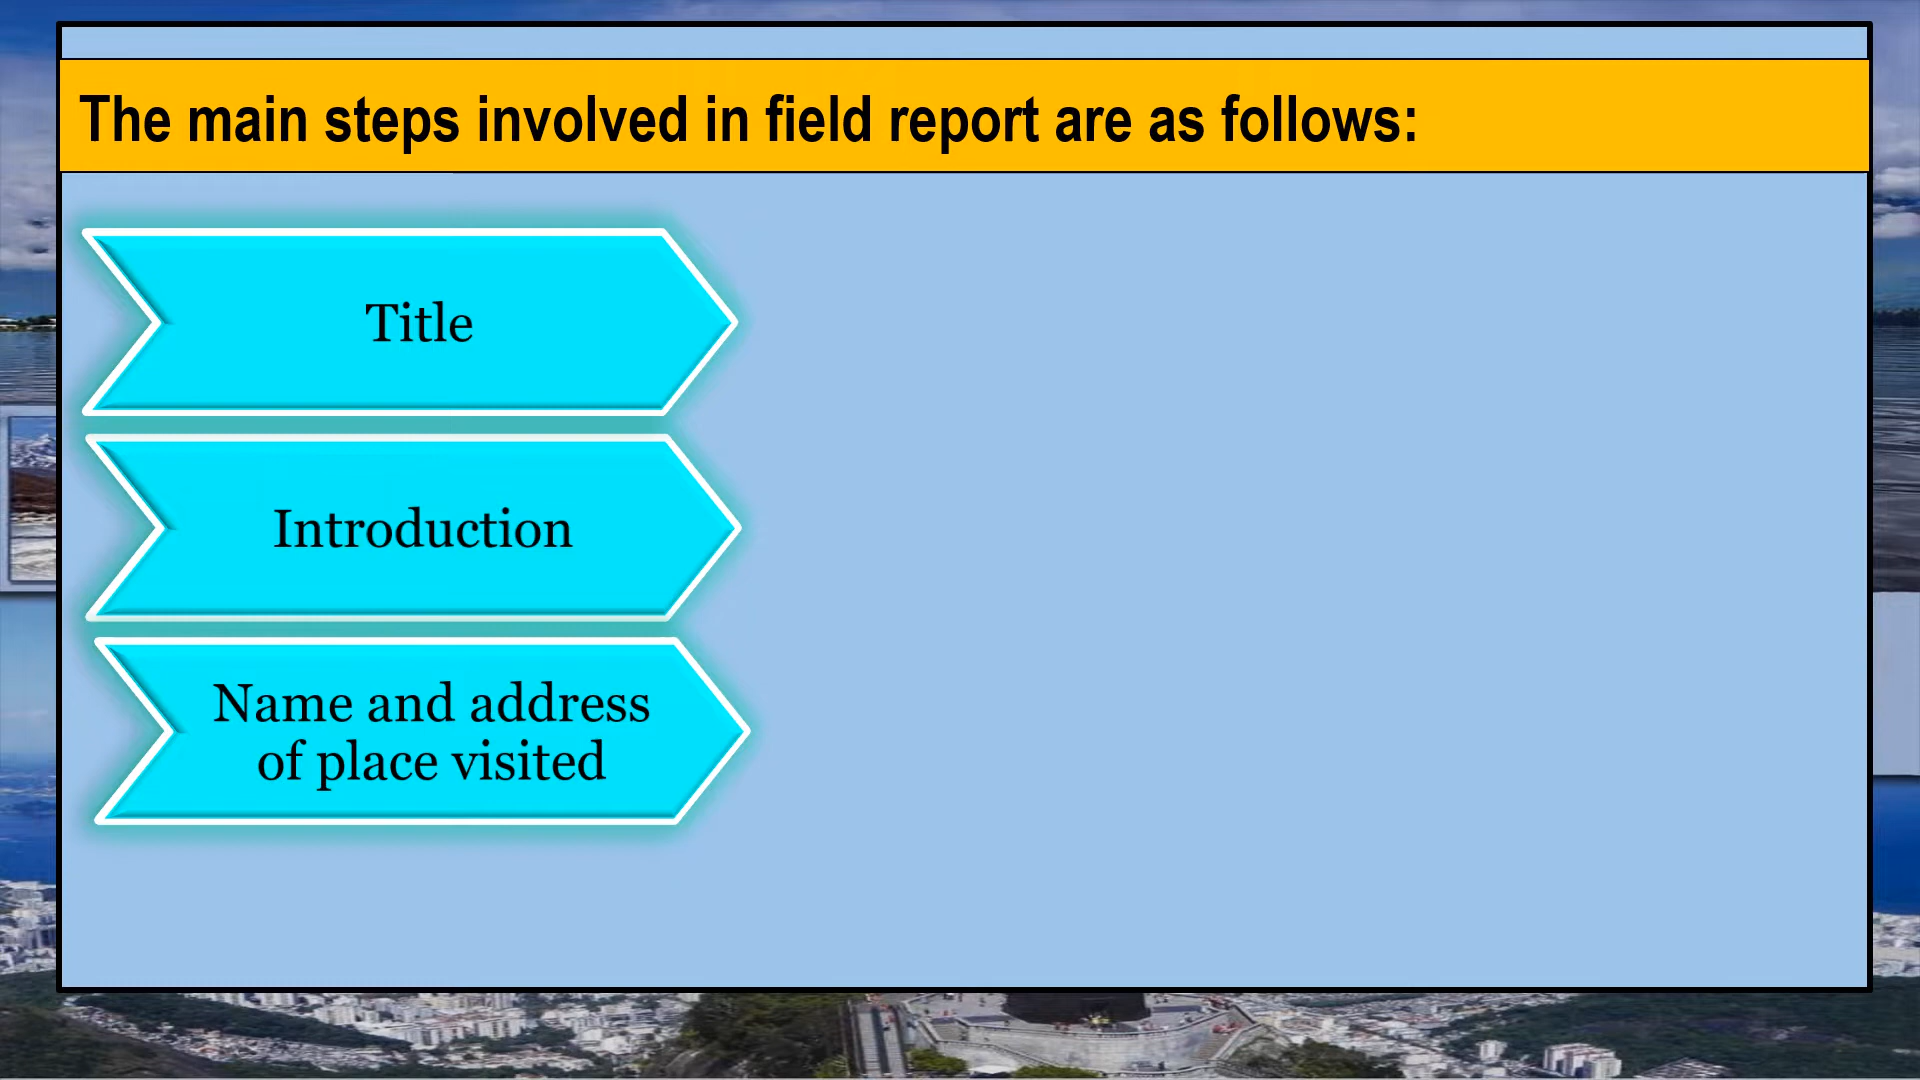 The main steps involved in field report are as follows:
Title
Introduction
Name and address
of place visited